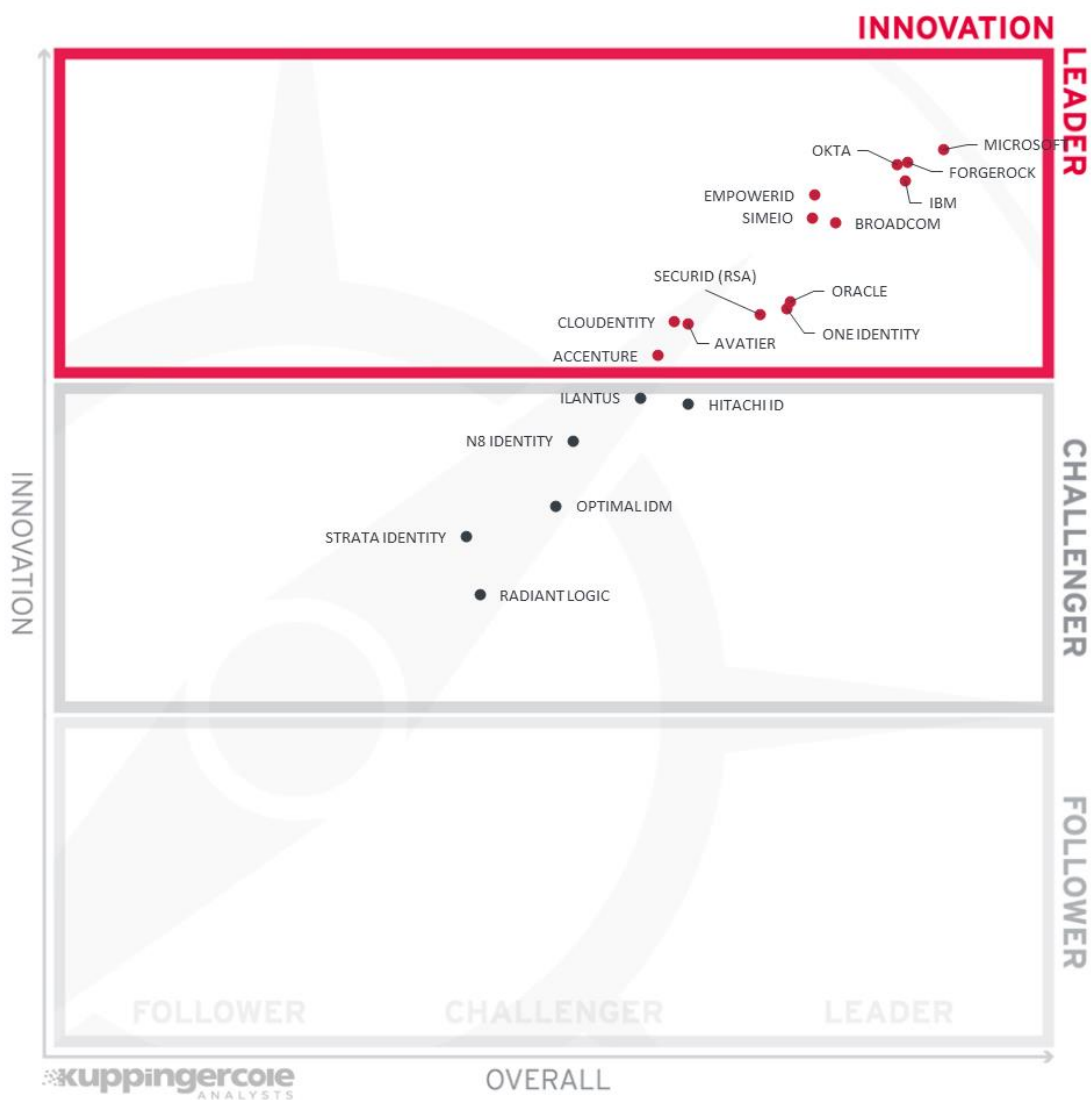 INNOVATION
LEADER
MICROSOFT
OKTA
FORGEROCK
EMPOWERID
IBM
SIMEIO
BROADCOM
SECURID (RSA)
ORACLE
CLOUDENTITY
ONE IDENTITY
AVATIER
ACCENTURE
ILANTUS
HITACHI ID
N8 IDENTITY
CHALLENGER
INNOVATION
OPTIMAL IDM
STRATA IDENTITY
RADIANT LOGIC
FOLLOWER
FOLLOWER
CHALLENGER
LEADER
kuppingercole
ANALYSTS
OVERALL